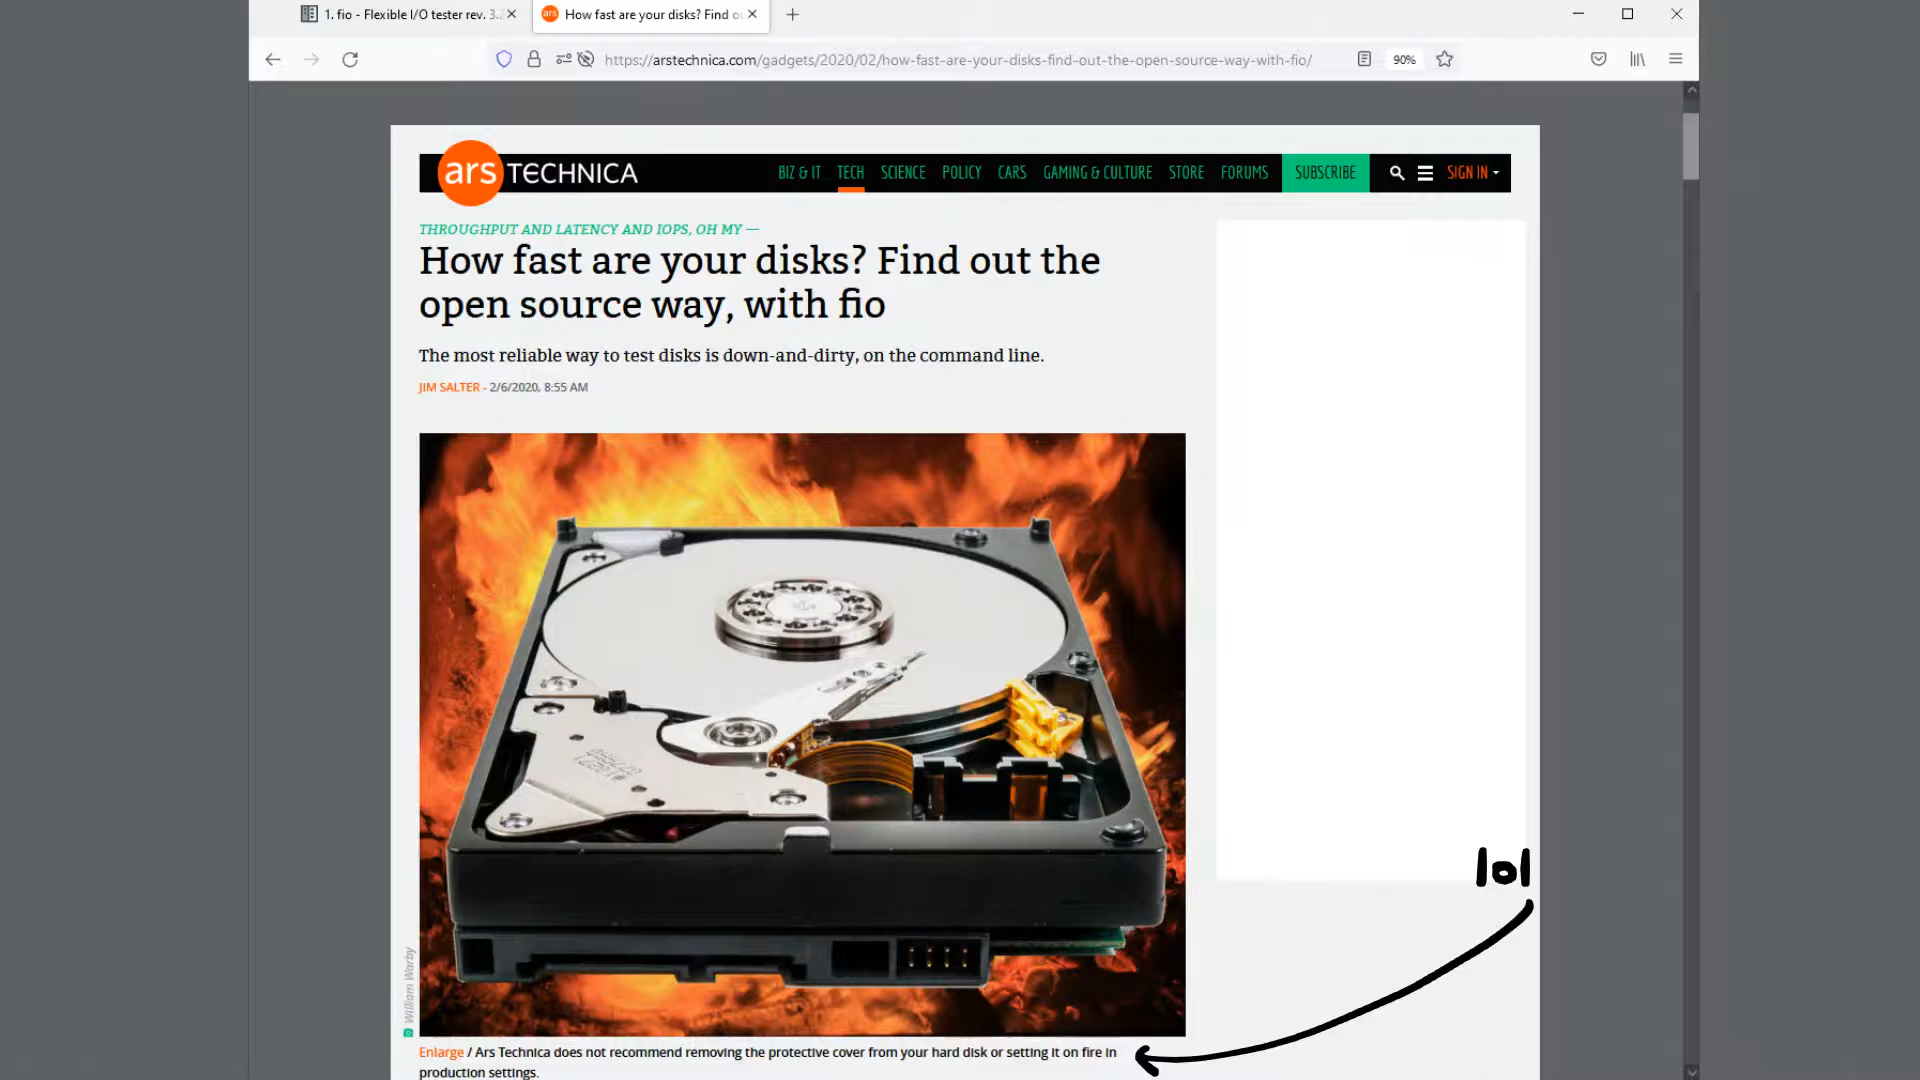 1. fio - Flexible I/O tester rev. 3.
How fast are your disks? Find o
https://arstechnica.com/gadgets/2020/02/how-fast-are-your-disks-find-out-the-open-source-way-with-fio/
90%
ars TECHNICA
BIZ & IT TECH SCIENCE POLICY CARS GAMING & CULTURE STORE FORUMS SUBSCRIBE SIGN IN
THROUGHPUT AND LATENCY AND IOPS, OH MY —
How fast are your disks? Find out the
open source way, with fio
The most reliable way to test disks is down-and-dirty, on the command line.
JIM SALTER - 2/6/2020, 8:55 AM
lol
William Warby
Enlarge / Ars Technica does not recommend removing the protective cover from your hard disk or setting it on fire in
production settings.